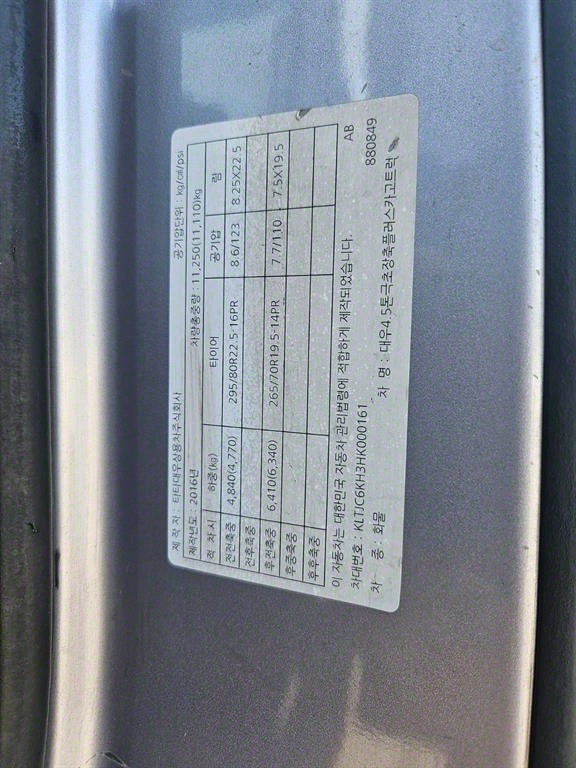 제 작 자 : 타타대우상용차주식회사 공기압단위 : kg/㎠/psi
제작년도 : 2016년 차량총중량 : 11,250(11,110)kg
적 차 시 하중(kg) 타이어 공기압 림
전전축중 4,840(4,770) 295/80R22.5-16PR 8.6/123 8.25X22.5
전후축중
후전축중 6,410(6,340) 265/70R19.5-14PR 7.7/110 7.5X19.5
후중축중
후후축중
이 자동차는 대한민국 자동차 관리법령에 적합하게 제작되었습니다.
차대번호 : KLTJC6KH3HK000161 AB
차 종 : 화물 차 명 : 대우4.5톤극초장축플러스카고트럭 880849